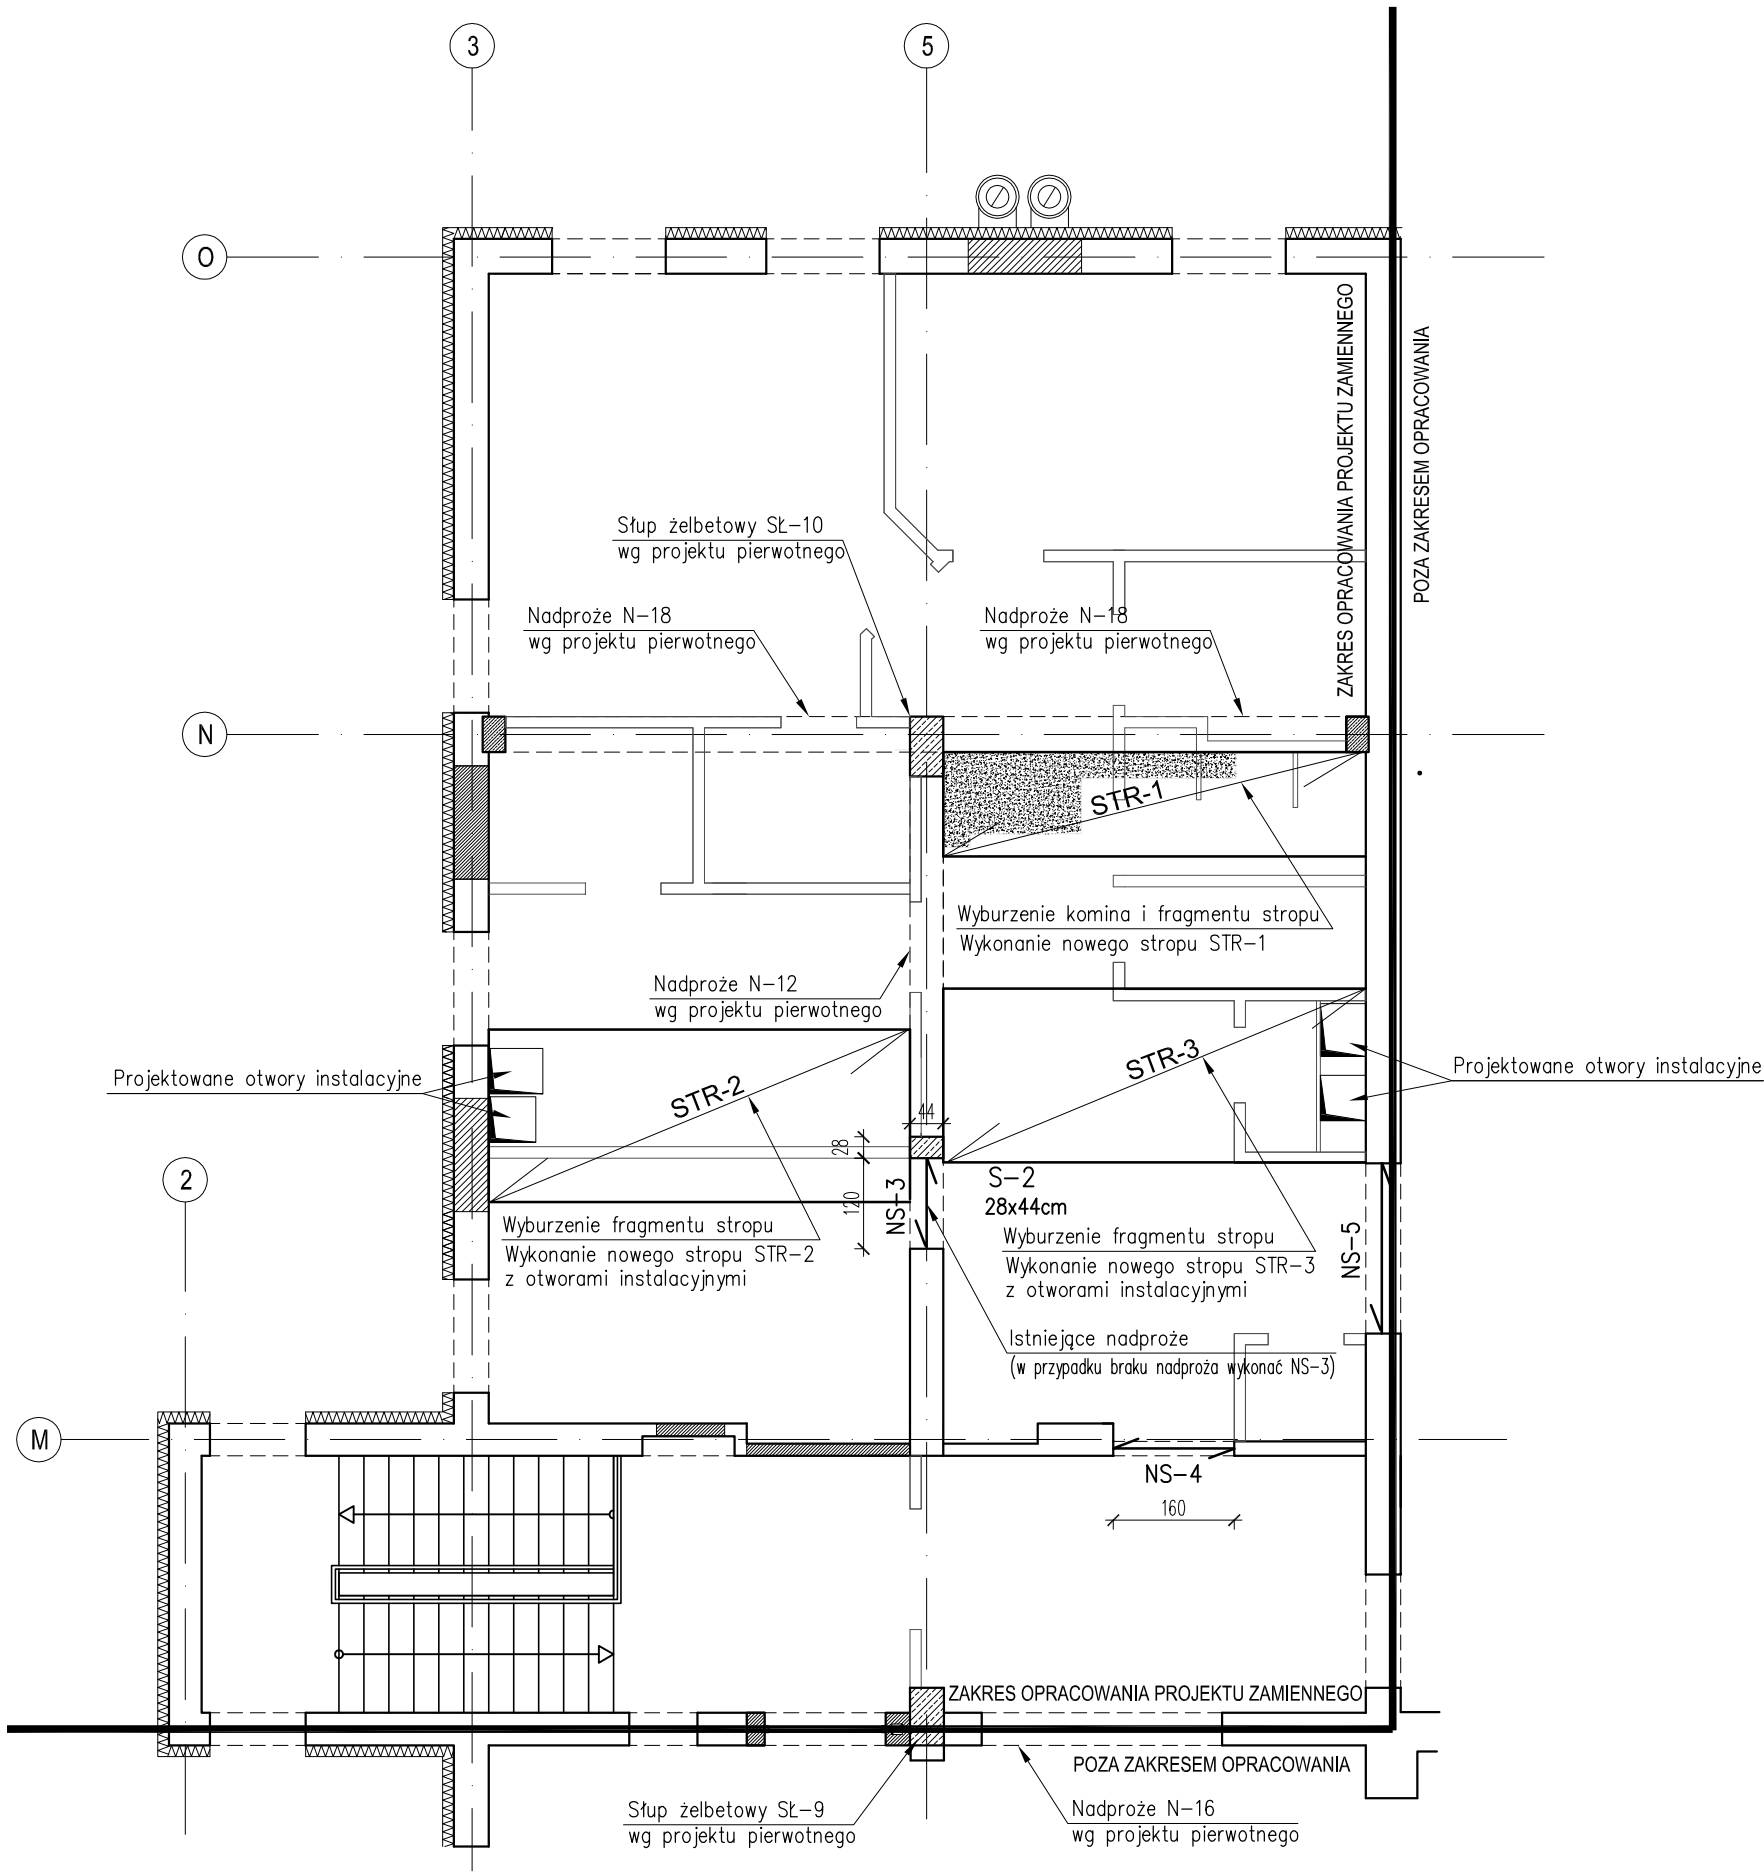 3
5
O
ZAKRES OPRACOWANIA PROJEKTU ZAMIENNEGO
POZA ZAKRESEM OPRACOWANIA
Słup żelbetowy SŁ-10
wg projektu pierwotnego
Nadproże N-18
wg projektu pierwotnego
Nadproże N-18
wg projektu pierwotnego
N
STR-1
Wyburzenie komina i fragmentu stropu
Wykonanie nowego stropu STR-1
Nadproże N-12
wg projektu pierwotnego
Projektowane otwory instalacyjne
STR-2
STR-3
Projektowane otwory instalacyjne
44
28
120
NS-3
2
S-2
28x44cm
Wyburzenie fragmentu stropu
Wykonanie nowego stropu STR-2
z otworami instalacyjnymi
Wyburzenie fragmentu stropu
Wykonanie nowego stropu STR-3
z otworami instalacyjnymi
NS-5
Istniejące nadproże
(w przypadku braku nadproża wykonać NS-3)
M
NS-4
160
ZAKRES OPRACOWANIA PROJEKTU ZAMIENNEGO
POZA ZAKRESEM OPRACOWANIA
Słup żelbetowy SŁ-9
wg projektu pierwotnego
Nadproże N-16
wg projektu pierwotnego